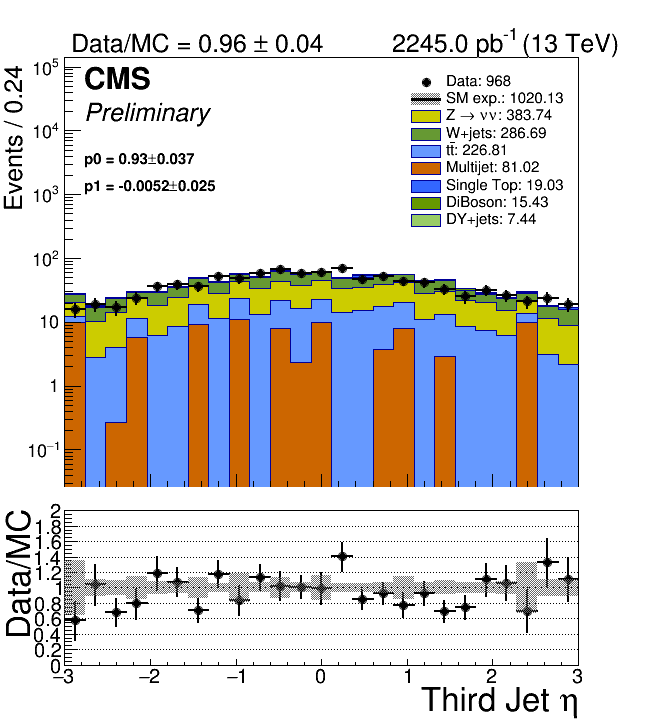 Data/MC = 0.96 ± 0.04 2245.0 pb⁻¹ (13 TeV)
CMS
Preliminary
p0 = 0.93±0.037
p1 = -0.0052±0.025
Data: 968
SM exp.: 1020.13
Z → νν: 383.74
W+jets: 286.69
tt̄: 226.81
Multijet: 81.02
Single Top: 19.03
DiBoson: 15.43
DY+jets: 7.44
Events / 0.24
10⁵
10⁴
10³
10²
10
1
10⁻¹
Data/MC
2
1.8
1.6
1.4
1.2
1
0.8
0.6
0.4
0.2
0
−3 −2 −1 0 1 2 3
Third Jet η